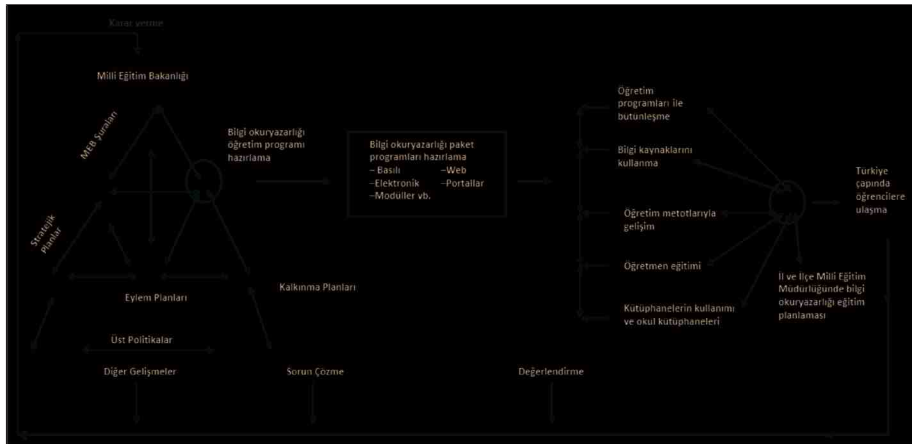 Karar verme
Milli Eğitim Bakanlığı
MEB Şuraları
Stratejik
Planlar
Eylem Planları
Üst Politikalar
Diğer Gelişmeler
Bilgi okuryazarlığı
öğretim programı
hazırlama
Kalkınma Planları
Sorun Çözme
Bilgi okuryazarlığı paket
programları hazırlama
– Basılı –Web
–Elektronik –Portallar
–Modüller vb.
Değerlendirme
Öğretim
programları ile
bütünleşme
Bilgi kaynaklarını
kullanma
Öğretim metotlarıyla
gelişim
Öğretmen eğitimi
Kütüphanelerin kullanımı
ve okul kütüphaneleri
Türkiye
çapında
öğrencilere
ulaşma
İl ve İlçe Milli Eğitim
Müdürlüğünde bilgi
okuryazarlığı eğitim
planlaması